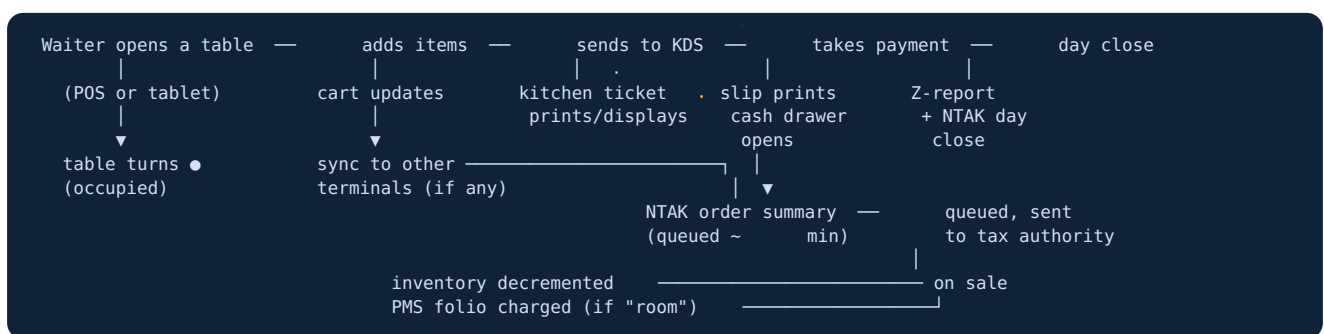 Waiter opens a table — adds items — sends to KDS — takes payment — day close
(POS or tablet) cart updates kitchen ticket slip prints Z-report
prints/displays cash drawer + NTAK day
opens close
table turns ● sync to other
(occupied) terminals (if any)
NTAK order summary — queued, sent
(queued ~ min) to tax authority
inventory decremented on sale
PMS folio charged (if "room")